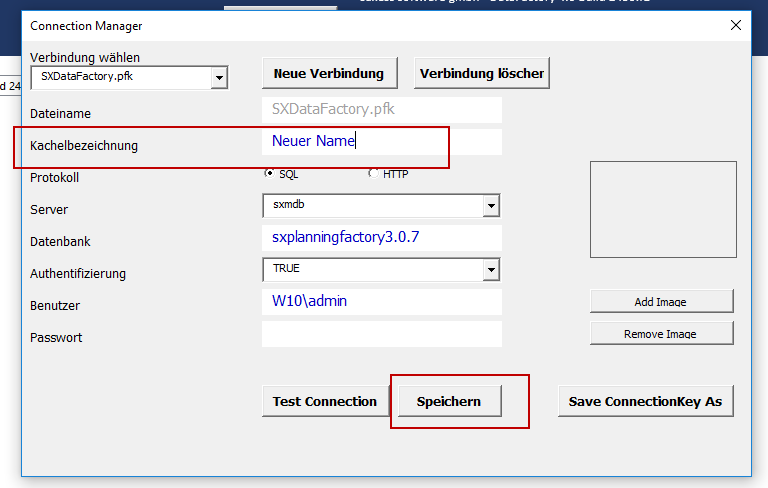 Connection Manager
Verbindung wählen
SXDataFactory.pfk
Neue Verbindung
Verbindung löscher
d 24
Dateiname
SXDataFactory.pfk
Kachelbezeichnung
Neuer Name
Protokoll
SQL
HTTP
Server
sxmdb
Datenbank
sxplanningfactory3.0.7
Authentifizierung
TRUE
Benutzer
W10\admin
Add Image
Passwort
Remove Image
Test Connection
Speichern
Save ConnectionKey As